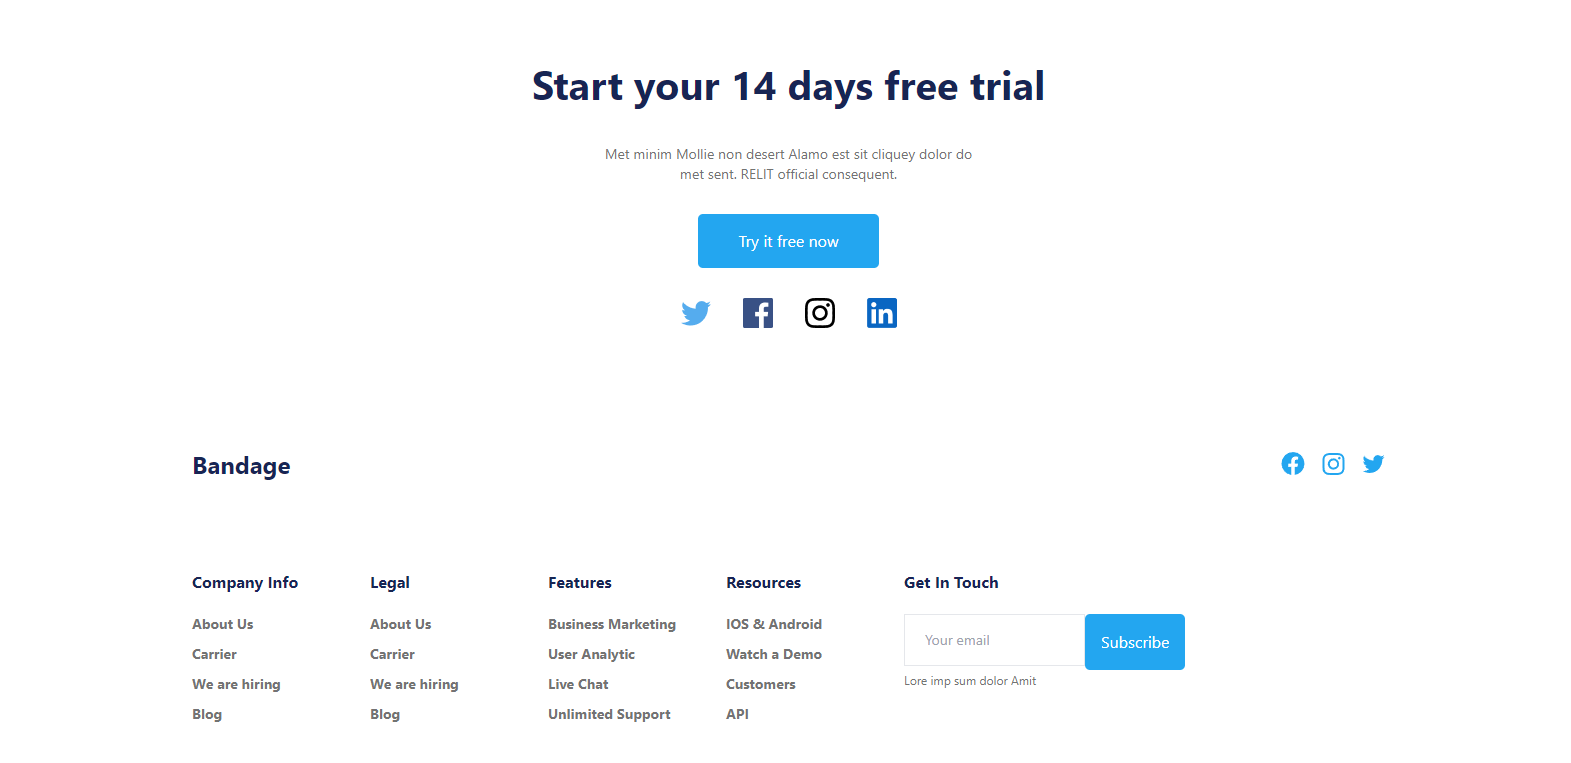 Start your 14 days free trial
Met minim Mollie non desert Alamo est sit cliquey dolor do
met sent. RELIT official consequent.
Try it free now
Bandage
Company Info
About Us
Carrier
We are hiring
Blog
Legal
About Us
Carrier
We are hiring
Blog
Features
Business Marketing
User Analytic
Live Chat
Unlimited Support
Resources
IOS & Android
Watch a Demo
Customers
API
Get In Touch
Your email
Subscribe
Lore imp sum dolor Amit